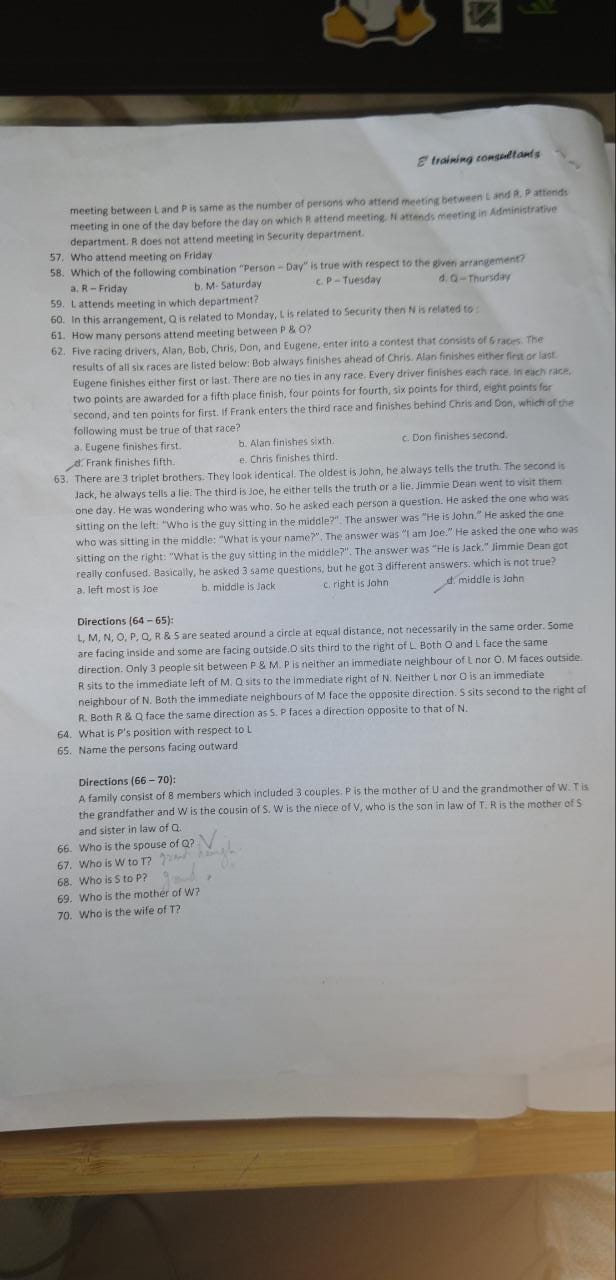 E² training consultants
meeting between L and P is same as the number of persons who attend meeting between L and R. P attends
meeting in one of the day before the day on which R attend meeting. N attends meeting in Administrative
department. R does not attend meeting in Security department.
57. Who attend meeting on Friday
58. Which of the following combination "Person – Day" is true with respect to the given arrangement?
a. R – Friday b. M- Saturday c. P – Tuesday d. Q – Thursday
59. L attends meeting in which department?
60. In this arrangement, Q is related to Monday, L is related to Security then N is related to :
61. How many persons attend meeting between P & O?
62. Five racing drivers, Alan, Bob, Chris, Don, and Eugene, enter into a contest that consists of 6 races. The
results of all six races are listed below: Bob always finishes ahead of Chris. Alan finishes either first or last.
Eugene finishes either first or last. There are no ties in any race. Every driver finishes each race. In each race,
two points are awarded for a fifth place finish, four points for fourth, six points for third, eight points for
second, and ten points for first. If Frank enters the third race and finishes behind Chris and Don, which of the
following must be true of that race?
a. Eugene finishes first. b. Alan finishes sixth. c. Don finishes second.
d. Frank finishes fifth. e. Chris finishes third.
63. There are 3 triplet brothers. They look identical. The oldest is John, he always tells the truth. The second is
Jack, he always tells a lie. The third is Joe, he either tells the truth or a lie. Jimmie Dean went to visit them
one day. He was wondering who was who. So he asked each person a question. He asked the one who was
sitting on the left: "Who is the guy sitting in the middle?". The answer was "He is John." He asked the one
who was sitting in the middle: "What is your name?". The answer was "I am Joe." He asked the one who was
sitting on the right: "What is the guy sitting in the middle?". The answer was "He is Jack." Jimmie Dean got
really confused. Basically, he asked 3 same questions, but he got 3 different answers. which is not true?
a. left most is Joe b. middle is Jack c. right is John d. middle is John
Directions (64 – 65):
L, M, N, O, P, Q, R & S are seated around a circle at equal distance, not necessarily in the same order. Some
are facing inside and some are facing outside.O sits third to the right of L. Both O and L face the same
direction. Only 3 people sit between P & M. P is neither an immediate neighbour of L nor O. M faces outside.
R sits to the immediate left of M. Q sits to the immediate right of N. Neither L nor O is an immediate
neighbour of N. Both the immediate neighbours of M face the opposite direction. S sits second to the right of
R. Both R & Q face the same direction as S. P faces a direction opposite to that of N.
64. What is P's position with respect to L
65. Name the persons facing outward
Directions (66 – 70):
A family consist of 8 members which included 3 couples. P is the mother of U and the grandmother of W. T is
the grandfather and W is the cousin of S. W is the niece of V, who is the son in law of T. R is the mother of S
and sister in law of Q.
66. Who is the spouse of Q? V
67. Who is W to T? grand
68. Who is S to P?
69. Who is the mother of W?
70. Who is the wife of T?